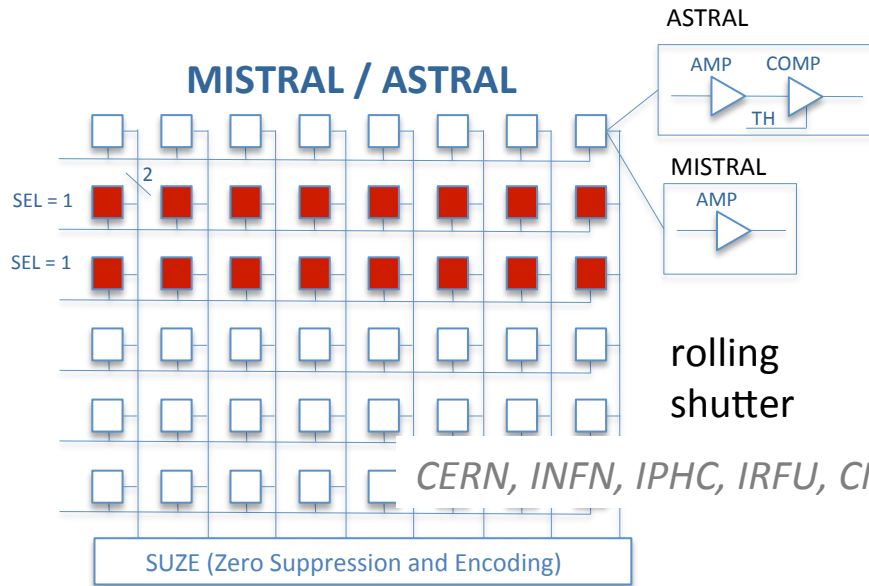 ASTRAL
AMP COMP
TH
MISTRAL / ASTRAL
MISTRAL
AMP
2
SEL = 1
SEL = 1
rolling
shutter
CERN, INFN, IPHC, IRFU,
SUZE (Zero Suppression and Encoding)